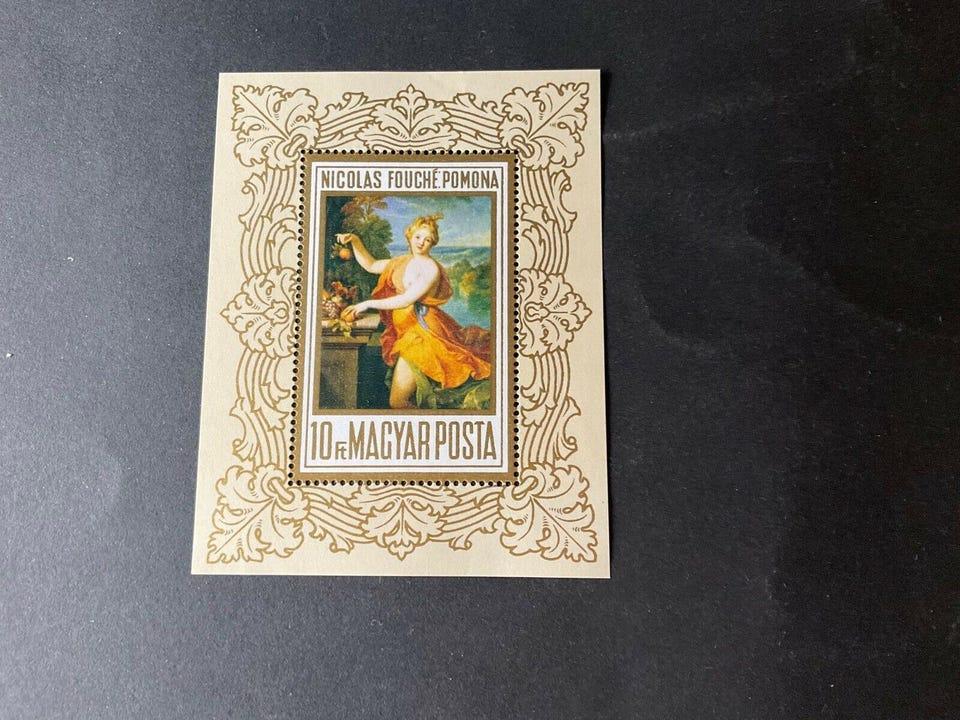 NICOLAS FOUCHÉ: POMONA
10 Ft MAGYAR POSTA